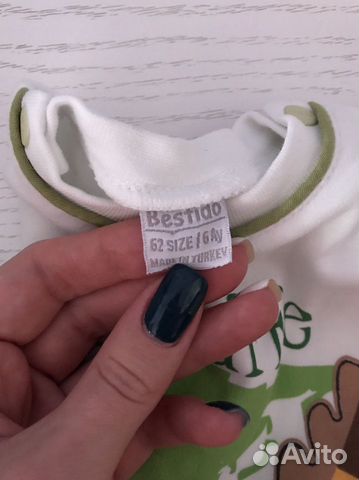 Bestido
62 SIZE / 6 Ay
MADE IN TURKEY
Avito